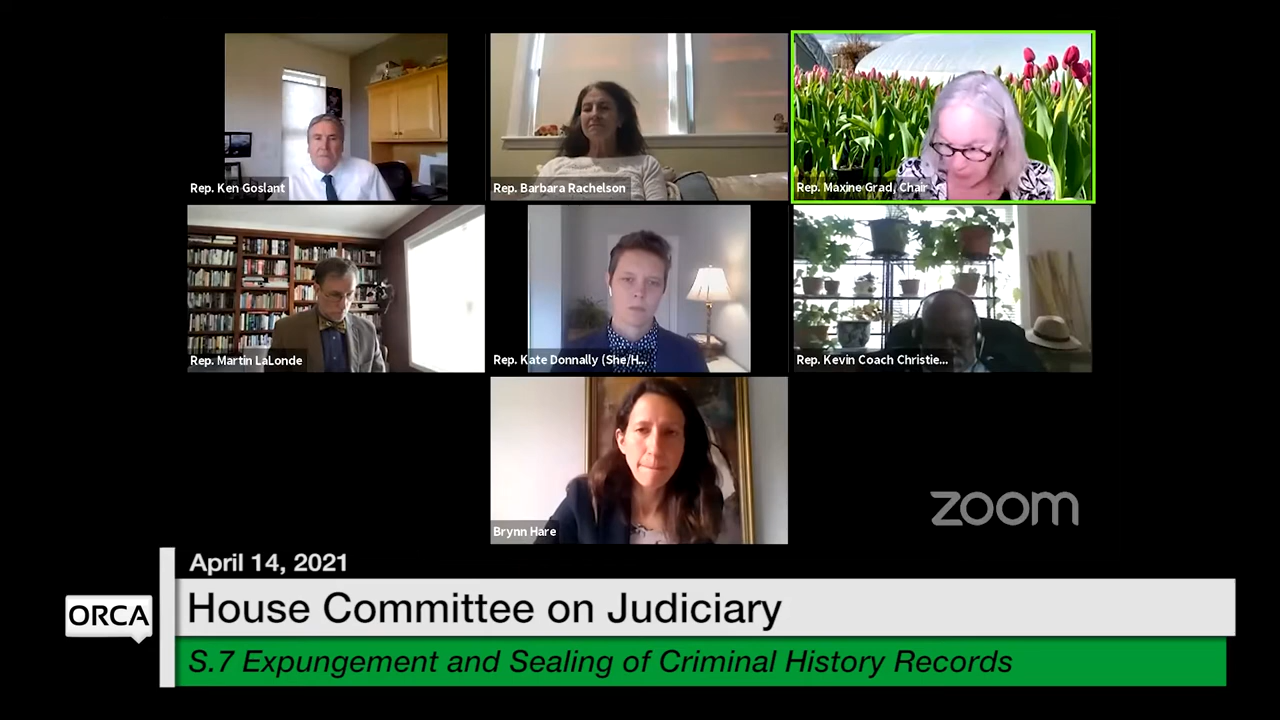 Rep. Ken Goslant
Rep. Barbara Rachelson
Rep. Maxine Grad, Chair
Rep. Martin LaLonde
Rep. Kate Donnally (She/H...
Rep. Kevin Coach Christie...
Brynn Hare
zoom
April 14, 2021
ORCA
House Committee on Judiciary
S.7 Expungement and Sealing of Criminal History Records